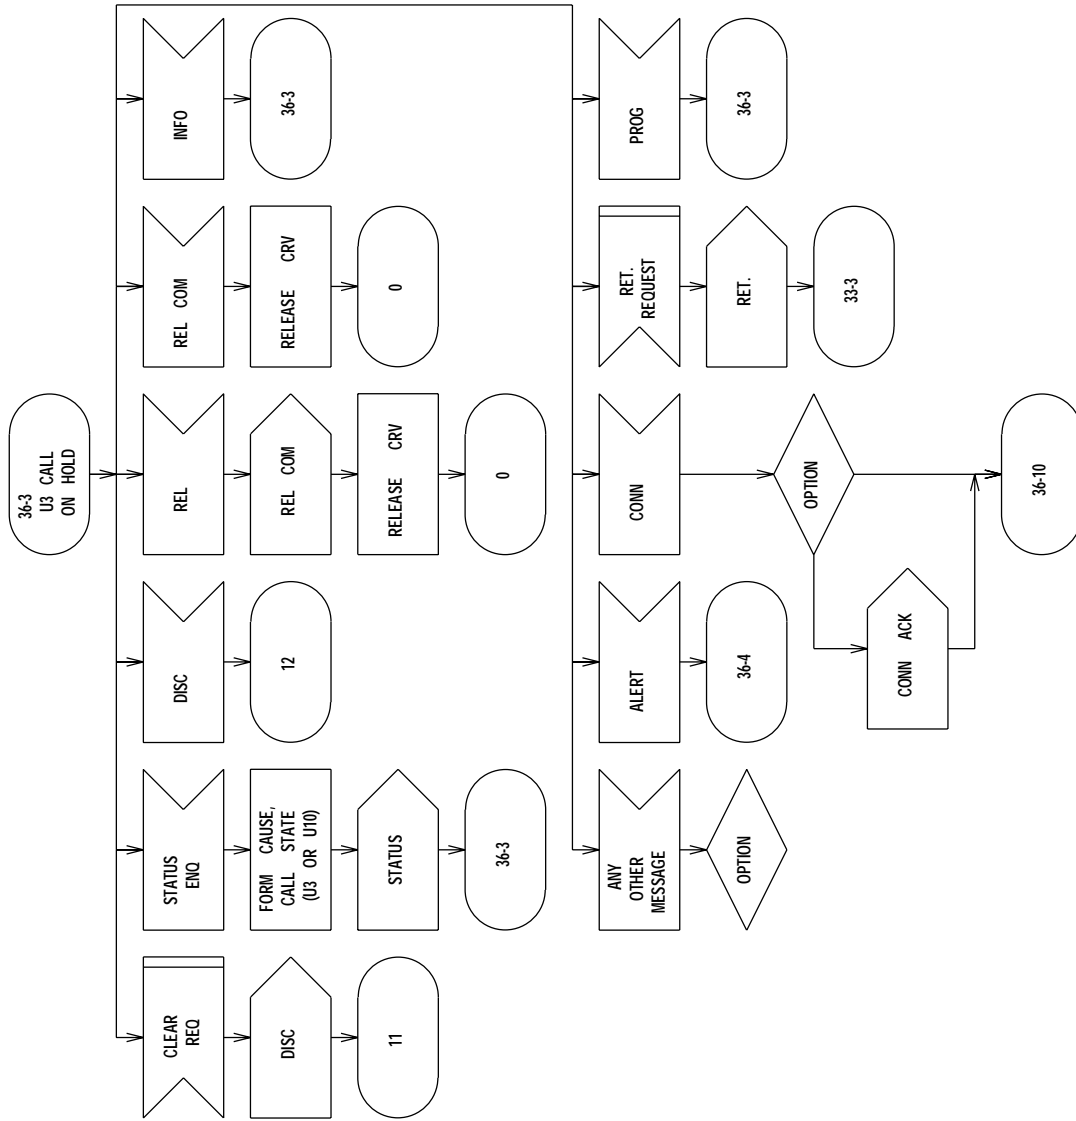 36-3
U3 CALL
ON HOLD
CLEAR
REQ
DISC
11
STATUS
ENQ
FORM CAUSE,
CALL STATE
(U3 OR U10)
STATUS
36-3
DISC
12
REL
REL COM
RELEASE CRV
0
REL COM
RELEASE CRV
0
INFO
36-3
ANY
OTHER
MESSAGE
OPTION
ALERT
36-4
CONN
OPTION
CONN ACK
36-10
RET.
REQUEST
RET.
33-3
PROG
36-3